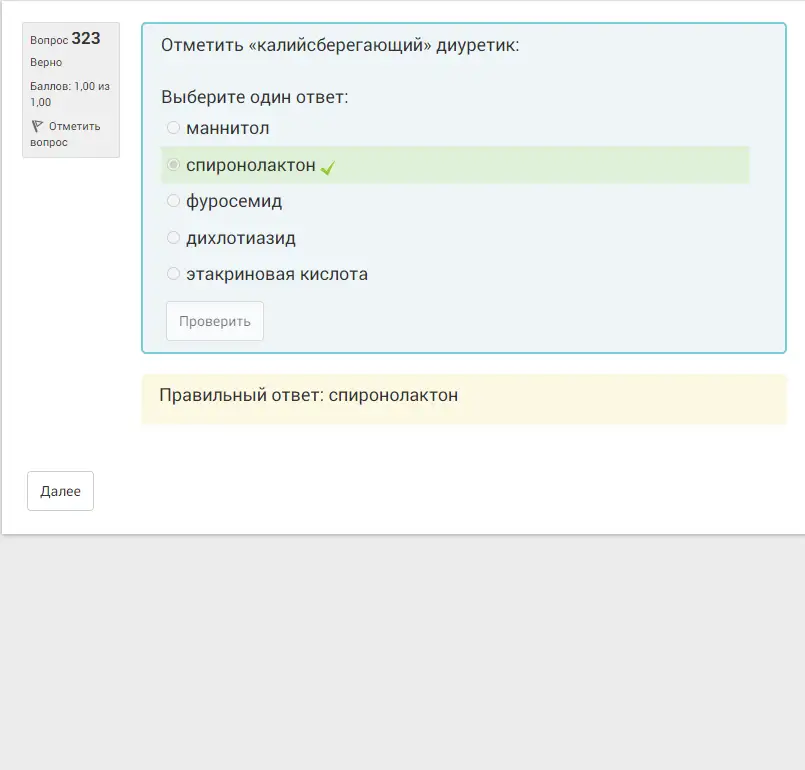 Вопрос 323
Верно
Баллов: 1,00 из
1,00
Отметить
вопрос
Отметить «калийсберегающий» диуретик:
Выберите один ответ:
маннитол
спиронолактон
фуросемид
дихлотиазид
этакриновая кислота
Проверить
Правильный ответ: спиронолактон
Далее